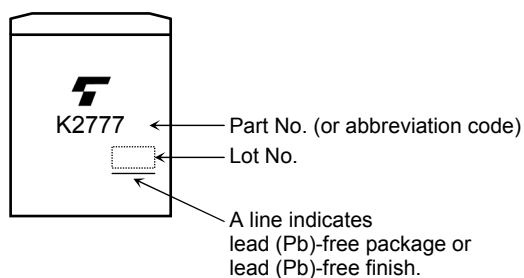 K2777
Part No. (or abbreviation code)
Lot No.
A line indicates
lead (Pb)-free package or
lead (Pb)-free finish.